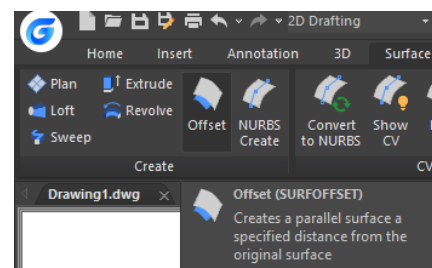 2D Drafting
Home Insert Annotation 3D Surface
Plan Extrude
Loft Revolve
Sweep
Offset NURBS Create Convert to NURBS Show CV
Create CV
Drawing1.dwg
Offset (SURFOFFSET)
Creates a parallel surface a
specified distance from the
original surface